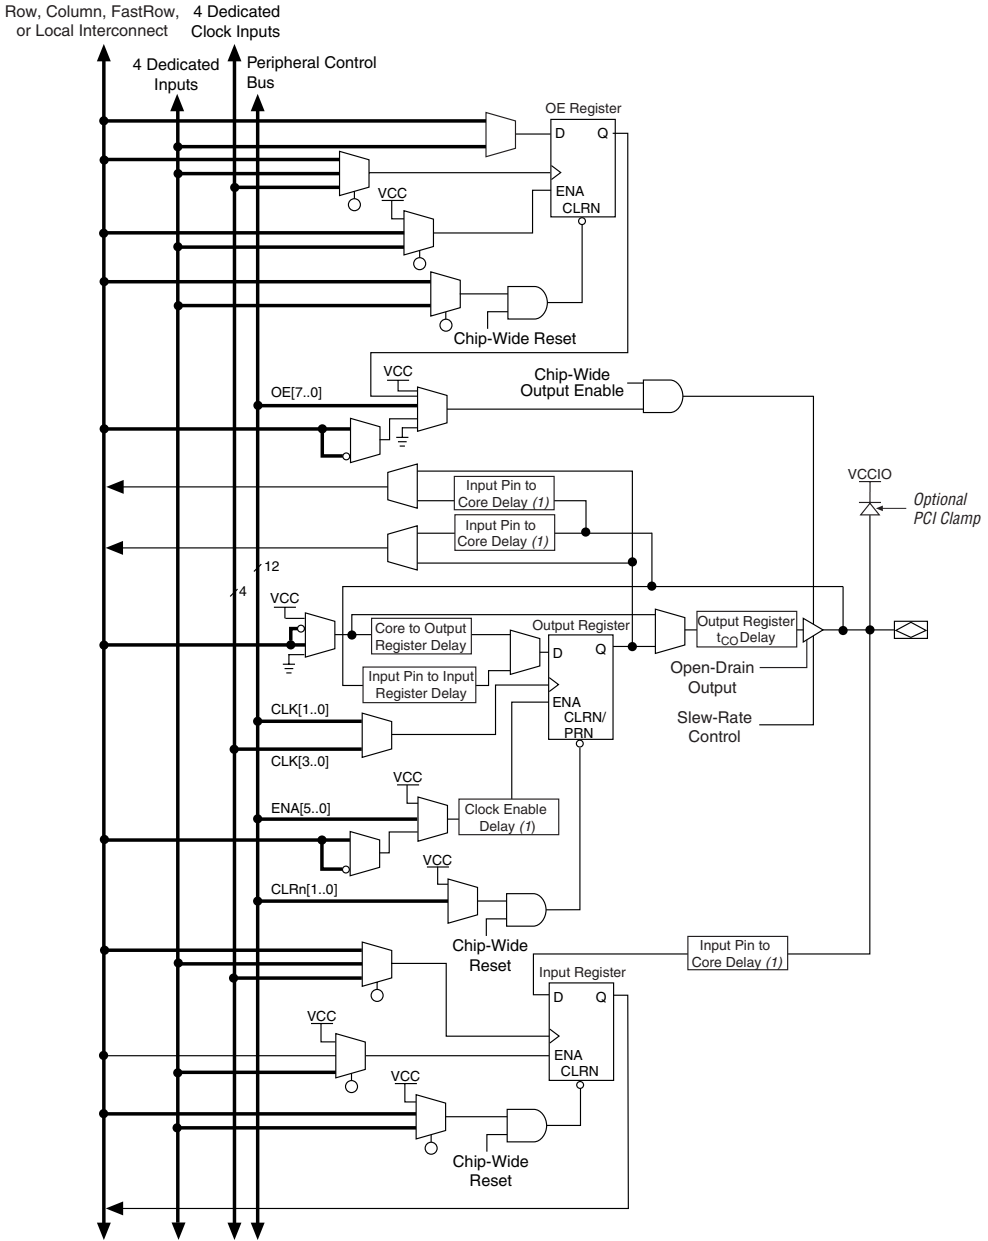 Row, Column, FastRow,
or Local Interconnect
4 Dedicated
Clock Inputs
4 Dedicated
Inputs
Peripheral Control
Bus
OE Register
D
Q
ENA
CLRN
VCC
Chip-Wide Reset
VCC
OE[7..0]
Chip-Wide
Output Enable
Input Pin to
Core Delay (1)
Input Pin to
Core Delay (1)
VCCIO
Optional
PCI Clamp
12
4
VCC
Core to Output
Register Delay
Input Pin to Input
Register Delay
Output Register
D
Q
ENA
CLRN/
PRN
Output Register
tCO Delay
Open-Drain
Output
Slew-Rate
Control
CLK[1..0]
CLK[3..0]
VCC
ENA[5..0]
Clock Enable
Delay (1)
VCC
CLRn[1..0]
Chip-Wide
Reset
Input Pin to
Core Delay (1)
Input Register
D
Q
ENA
CLRN
VCC
VCC
Chip-Wide
Reset